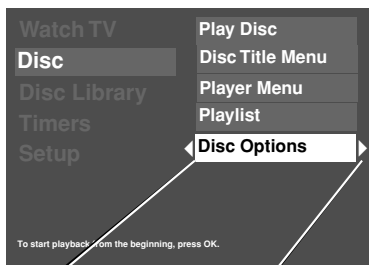 Watch TV
Disc
Disc Library
Timers
Setup
Play Disc
Disc Title Menu
Player Menu
Playlist
Disc Options
To start playback from the beginning, press OK.